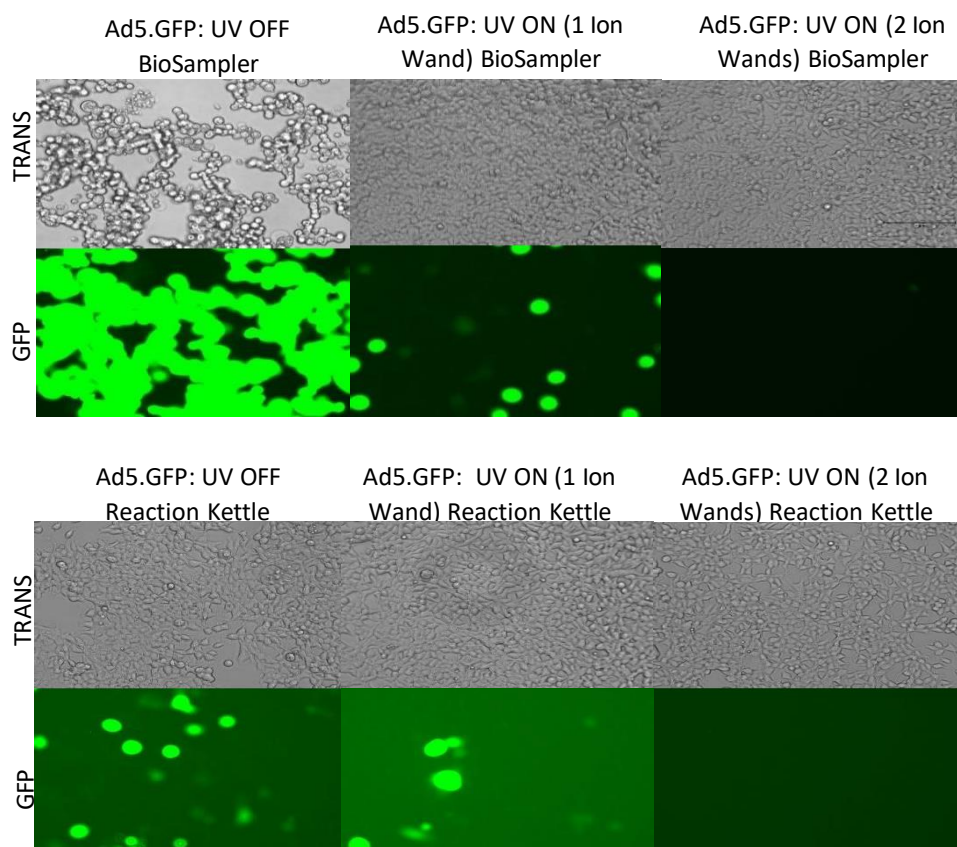 Ad5.GFP: UV OFF
BioSampler
Ad5.GFP: UV ON (1 Ion
Wand) BioSampler
Ad5.GFP: UV ON (2 Ion
Wands) BioSampler
TRANS
GFP
Ad5.GFP: UV OFF
Reaction Kettle
Ad5.GFP: UV ON (1 Ion
Wand) Reaction Kettle
Ad5.GFP: UV ON (2 Ion
Wands) Reaction Kettle
TRANS
GFP